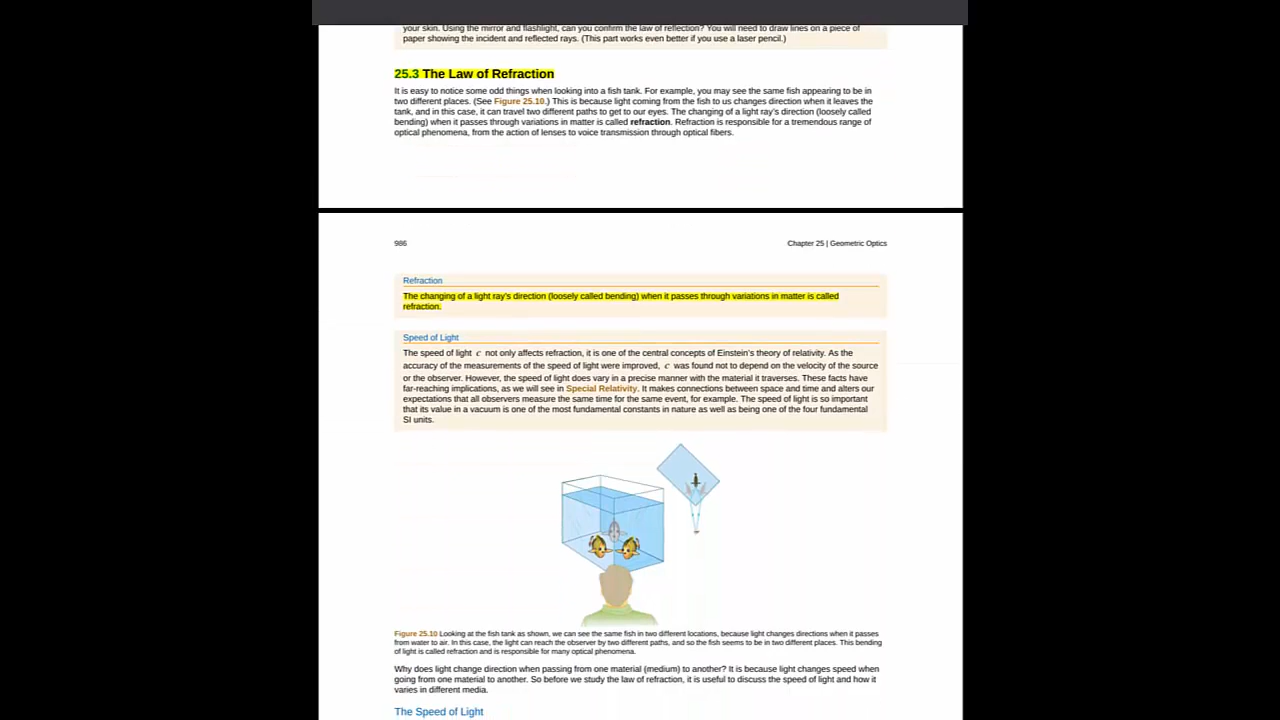 your skin. Using the mirror and flashlight, can you confirm the law of reflection? You will need to draw lines on a piece of
paper showing the incident and reflected rays. (This part works even better if you use a laser pencil.)
25.3 The Law of Refraction
It is easy to notice some odd things when looking into a fish tank. For example, you may see the same fish appearing to be in
two different places. (See Figure 25.10.) This is because light coming from the fish to us changes direction when it leaves the
tank, and in this case, it can travel two different paths to get to our eyes. The changing of a light ray's direction (loosely called
bending) when it passes through variations in matter is called refraction. Refraction is responsible for a tremendous range of
optical phenomena, from the action of lenses to voice transmission through optical fibers.
986
Chapter 25 | Geometric Optics
Refraction
The changing of a light ray's direction (loosely called bending) when it passes through variations in matter is called
refraction.
Speed of Light
The speed of light c not only affects refraction, it is one of the central concepts of Einstein's theory of relativity. As the
accuracy of the measurements of the speed of light were improved, c was found not to depend on the velocity of the source
or the observer. However, the speed of light does vary in a precise manner with the material it traverses. These facts have
far-reaching implications, as we will see in Special Relativity. It makes connections between space and time and alters our
expectations that all observers measure the same time for the same event, for example. The speed of light is so important
that its value in a vacuum is one of the most fundamental constants in nature as well as being one of the four fundamental
SI units.
Figure 25.10 Looking at the fish tank as shown, we can see the same fish in two different locations, because light changes directions when it passes
from water to air. In this case, the light can reach the observer by two different paths, and so the fish seems to be in two different places. This bending
of light is called refraction and is responsible for many optical phenomena.
Why does light change direction when passing from one material (medium) to another? It is because light changes speed when
going from one material to another. So before we study the law of refraction, it is useful to discuss the speed of light and how it
varies in different media.
The Speed of Light